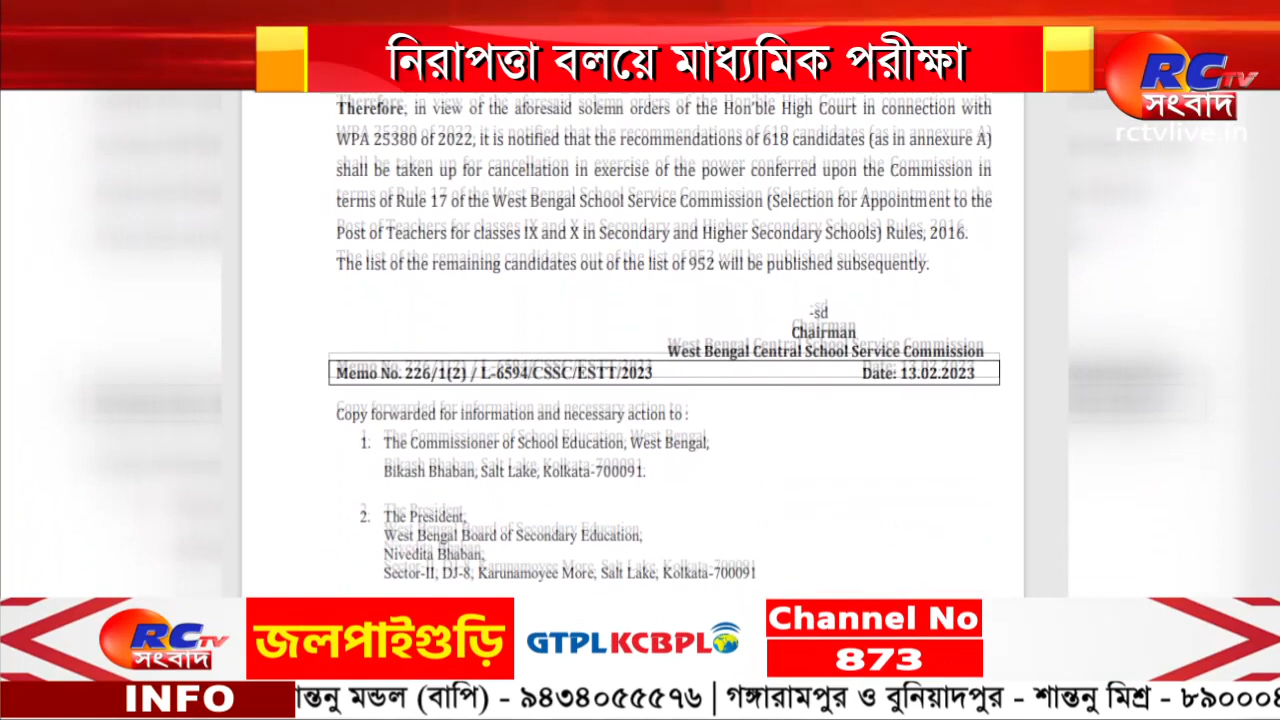 নিরাপত্তা বলয়ে মাধ্যমিক পরীক্ষা
RC TV
সংবাদ
rctvlive.in
Therefore, in view of the aforesaid solemn orders of the Hon'ble High Court in connection with
WPA 25380 of 2022, it is notified that the recommendations of 618 candidates (as in annexure A)
shall be taken up for cancellation in exercise of the power conferred upon the Commission in
terms of Rule 17 of the West Bengal School Service Commission (Selection for Appointment to the
Post of Teachers for classes IX and X in Secondary and Higher Secondary Schools) Rules, 2016.
The list of the remaining candidates out of the list of 952 will be published subsequently.
-sd
Chairman
West Bengal Central School Service Commission
Memo No. 226/1(2) / L-6594/CSSC/ESTT/2023 Date: 13.02.2023
Copy forwarded for information and necessary action to :
1. The Commissioner of School Education, West Bengal,
Bikash Bhaban, Salt Lake, Kolkata-700091.
2. The President,
West Bengal Board of Secondary Education,
Nivedita Bhaban,
Sector-II, DJ-8, Karunamoyee More, Salt Lake, Kolkata-700091
RC TV
সংবাদ
জলপাইগুড়ি
GTPL KCBPL
Channel No
873
INFO
ান্তনু মন্ডল (বাপি) - ৯৪৩৪০৫৫৫৭৬ | গঙ্গারামপুর ও বুনিয়াদপুর - শান্তনু মিশ্র - ৮৯০০০৪